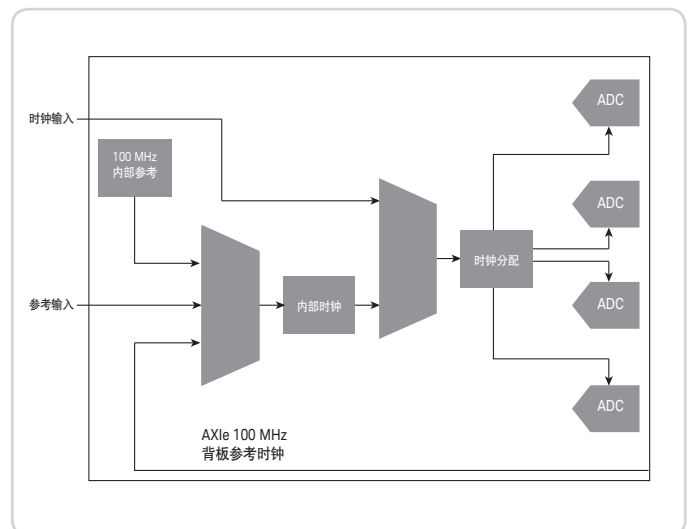 时钟输入
100 MHz
内部参考
ADC
ADC
时钟分配
参考输入
内部时钟
ADC
ADC
AXIe 100 MHz
背板参考时钟